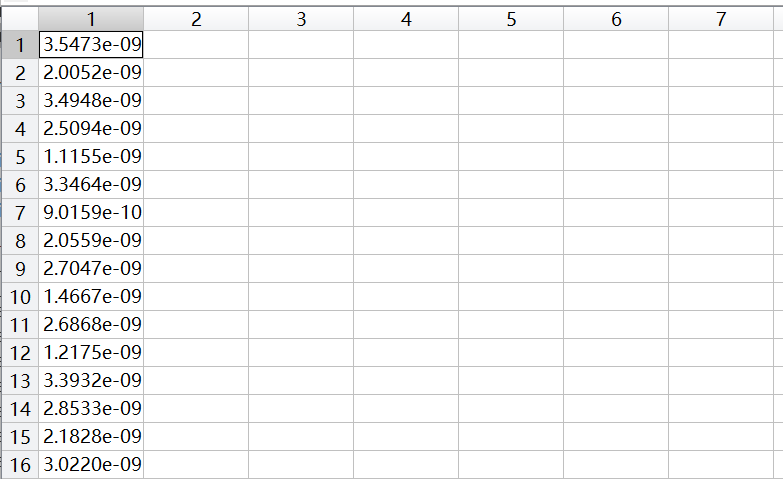 1 2 3 4 5 6 7
1 3.5473e-09
2 2.0052e-09
3 3.4948e-09
4 2.5094e-09
5 1.1155e-09
6 3.3464e-09
7 9.0159e-10
8 2.0559e-09
9 2.7047e-09
10 1.4667e-09
11 2.6868e-09
12 1.2175e-09
13 3.3932e-09
14 2.8533e-09
15 2.1828e-09
16 3.0220e-09